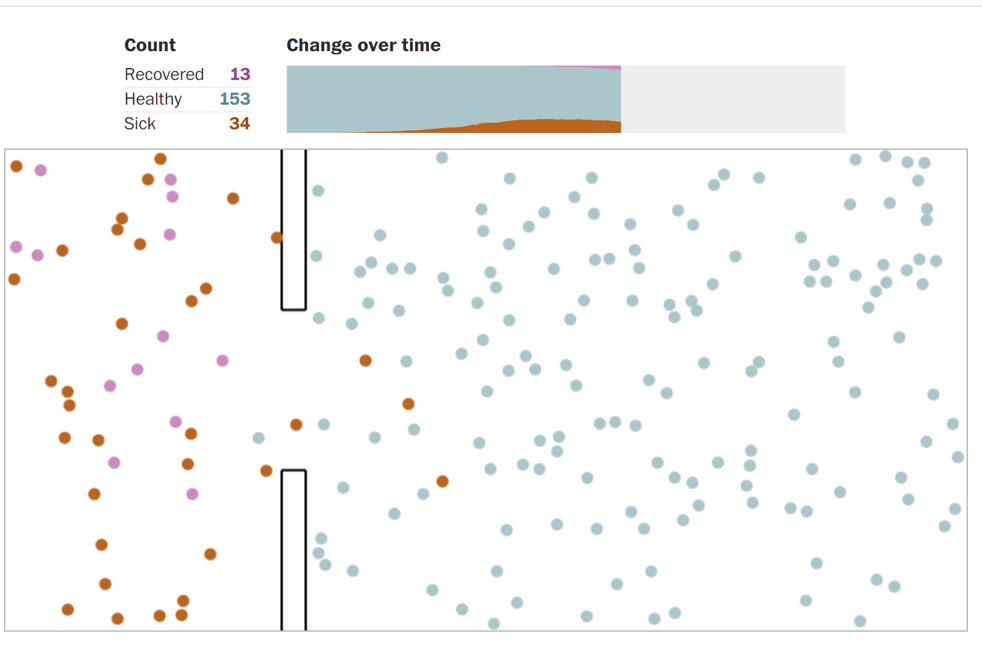 Count
Change over time
Recovered 13
Healthy 153
Sick 34